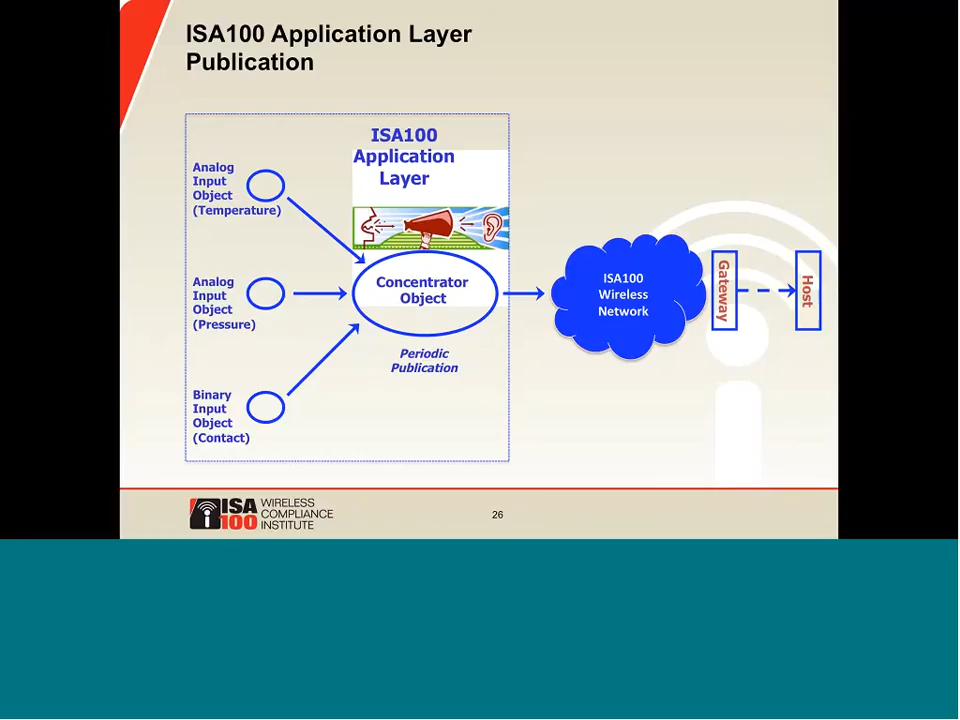 ISA100 Application Layer
Publication
ISA100
Application
Layer
Analog
Input
Object
(Temperature)
Analog
Input
Object
(Pressure)
Concentrator
Object
Periodic
Publication
Binary
Input
Object
(Contact)
ISA100
Wireless
Network
Gateway
Host
ISA
100
WIRELESS
COMPLIANCE
INSTITUTE
26